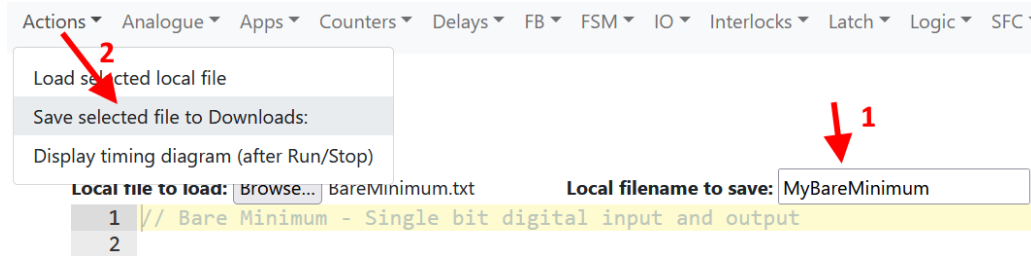 Actions Analogue Apps Counters Delays FB FSM IO Interlocks Latch Logic SFC
2
Load selected local file
Save selected file to Downloads:
1
Display timing diagram (after Run/Stop)
Local file to load: Browse... BareMinimum.txt Local filename to save: MyBareMinimum
1 // Bare Minimum - Single bit digital input and output
2